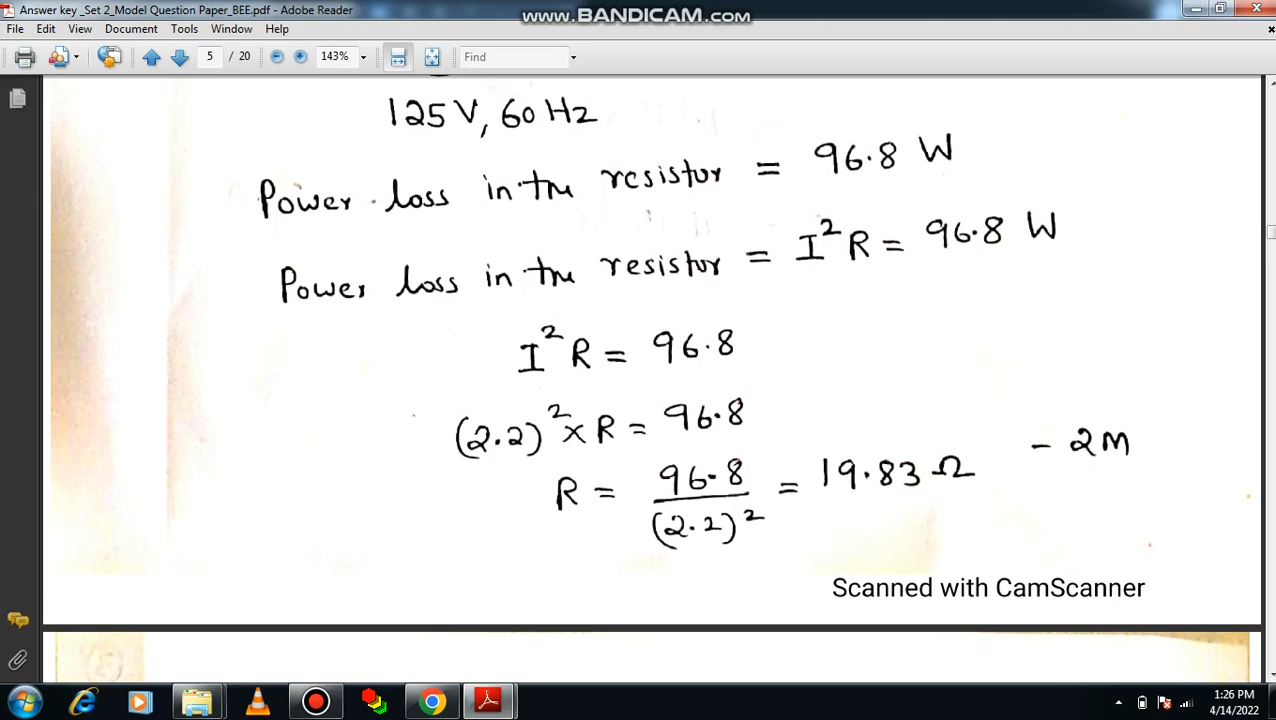 Answer key _Set 2_Model Question Paper_BEE.pdf - Adobe Reader
www.BANDICAM.com
File Edit View Document Tools Window Help
5 / 20 143% Find
125 V, 60 Hz
Power loss in the resistor = 96.8 W
Power loss in the resistor = I²R = 96.8 W
I²R = 96.8
(2.2)² × R = 96.8
R = 96.8 / (2.2)² = 19.83 Ω - 2M
Scanned with CamScanner
1:26 PM
4/14/2022